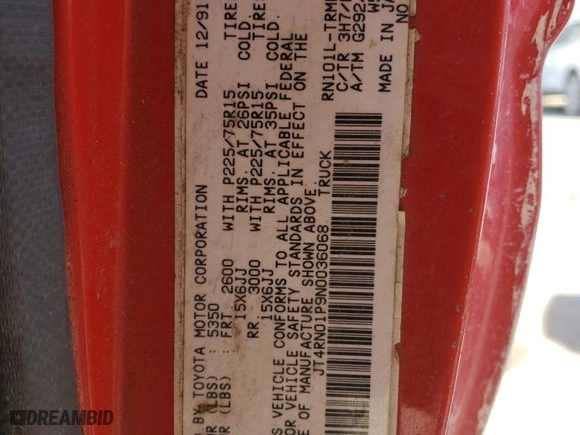 BY TOYOTA MOTOR CORPORATION DATE 12/91
(LBS): 5350
FRT 2600 WITH P225/75R15 TIRE
(LBS): 15X6JJ RIMS. AT 26PSI COLD.
RR 3000 WITH P225/75R15 TIRE
15X6JJ RIMS. AT 35PSI COLD.
VEHICLE CONFORMS TO ALL APPLICABLE FEDERAL
VEHICLE SAFETY STANDARDS IN EFFECT ON THE
OF MANUFACTURE SHOWN ABOVE.
JT4RN01P9N0036068 TRUCK
RN101L-TRM
C/TR 3H7/
A/TM G292
MADE IN JA
NO
DREAMBID